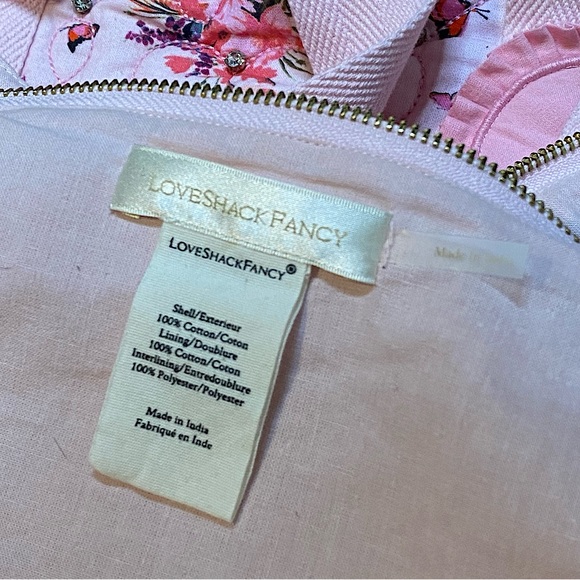 LOVESHACKFANCY
Made
LOVESHACKFANCY®
Shell/Exterieur
100% Cotton/Coton
Lining/Doublure
100% Cotton/Coton
Interlining/Entredoublure
100% Polyester/Polyester
Made in India
Fabriqué en Inde